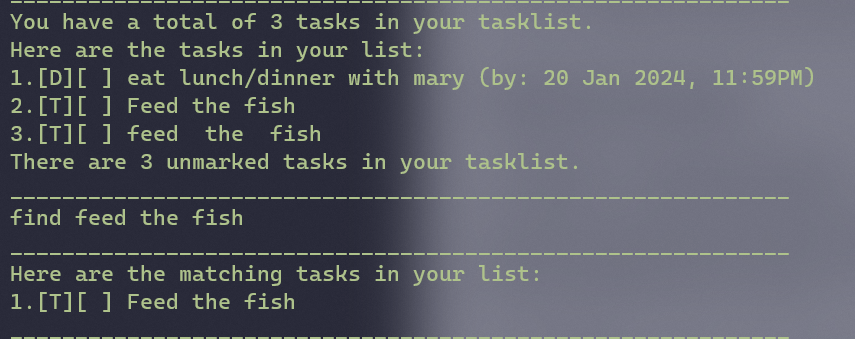 You have a total of 3 tasks in your tasklist.
Here are the tasks in your list:
1.[D][ ] eat lunch/dinner with mary (by: 20 Jan 2024, 11:59PM)
2.[T][ ] Feed the fish
3.[T][ ] feed  the  fish
There are 3 unmarked tasks in your tasklist.
____________________________________________________________
find feed the fish
____________________________________________________________
Here are the matching tasks in your list:
1.[T][ ] Feed the fish
____________________________________________________________